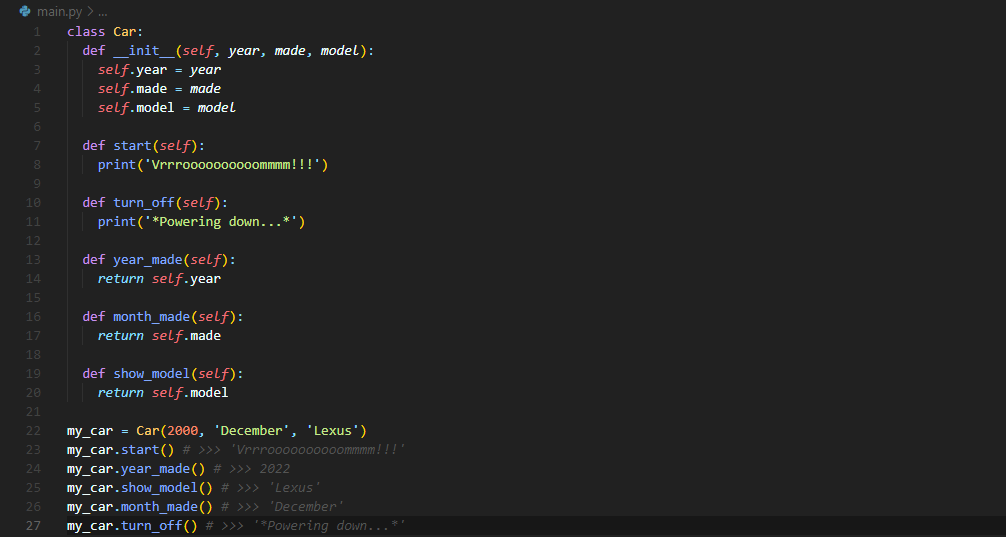 main.py > ...
1 class Car:
2 def __init__(self, year, made, model):
3 self.year = year
4 self.made = made
5 self.model = model
6
7 def start(self):
8 print('Vrrroooooooooommmm!!!')
9
10 def turn_off(self):
11 print('*Powering down...*')
12
13 def year_made(self):
14 return self.year
15
16 def month_made(self):
17 return self.made
18
19 def show_model(self):
20 return self.model
21
22 my_car = Car(2000, 'December', 'Lexus')
23 my_car.start() # >>> 'Vrrroooooooooommmm!!!'
24 my_car.year_made() # >>> 2022
25 my_car.show_model() # >>> 'Lexus'
26 my_car.month_made() # >>> 'December'
27 my_car.turn_off() # >>> '*Powering down...*'